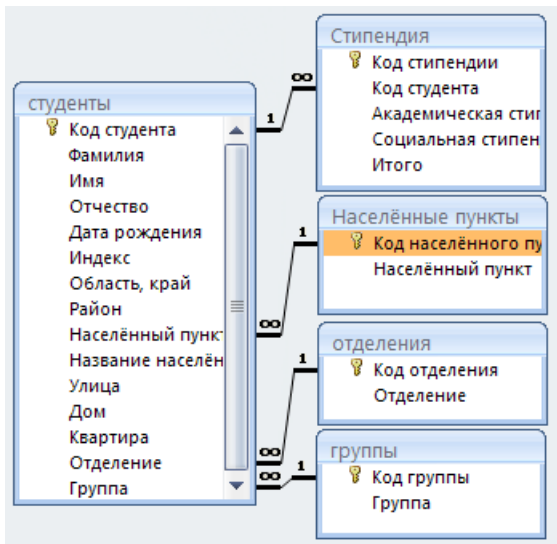 студенты
Код студента
Фамилия
Имя
Отчество
Дата рождения
Индекс
Область, край
Район
Населённый пункт
Название населён
Улица
Дом
Квартира
Отделение
Группа
1
∞
Стипендия
Код стипендии
Код студента
Академическая стип
Социальная стипен
Итого
1
∞
Населённые пункты
Код населённого пу
Населённый пункт
1
∞
отделения
Код отделения
Отделение
1
∞
группы
Код группы
Группа